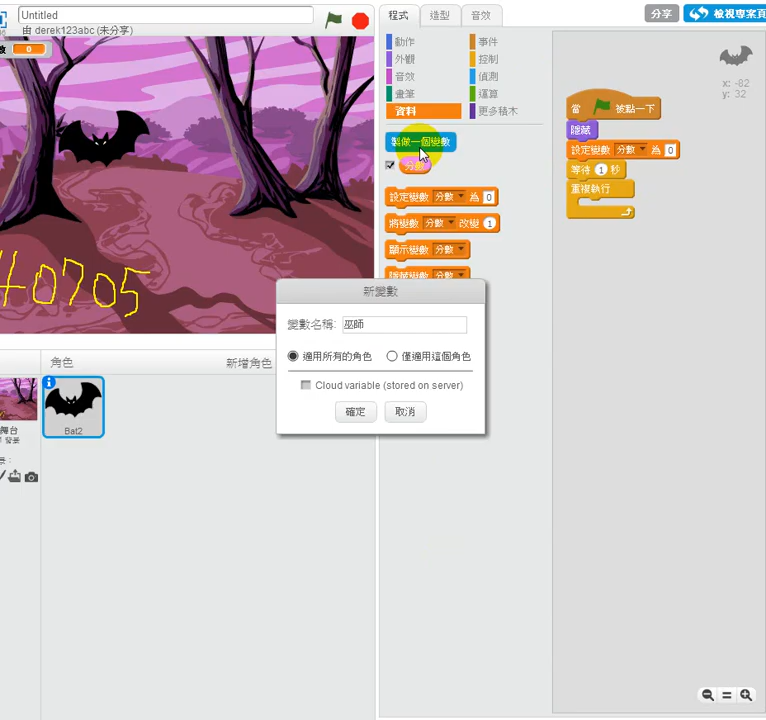 Untitled
由 derek123abc (未分享)
數 0
40705
程式 造型 音效
分享 檢視專案頁
動作 事件
外觀 控制
音效 偵測
畫筆 運算
資料 更多積木
製做一個變數
分數
設定變數 分數 為 0
將變數 分數 改變 1
顯示變數 分數
隱藏變數 分數
x: -82
y: 32
當 被點一下
隱藏
設定變數 分數 為 0
等待 1 秒
重複執行
新變數
變數名稱: 巫師
適用所有的角色 僅適用這個角色
Cloud variable (stored on server)
確定 取消
角色 新增角色
Bat2
舞台
背景
景: